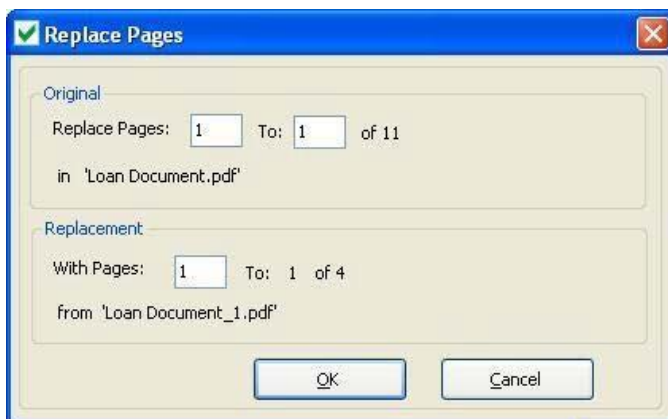 Replace Pages
Original
Replace Pages: 1 To: 1 of 11
in 'Loan Document.pdf'
Replacement
With Pages: 1 To: 1 of 4
from 'Loan Document_1.pdf'
OK Cancel